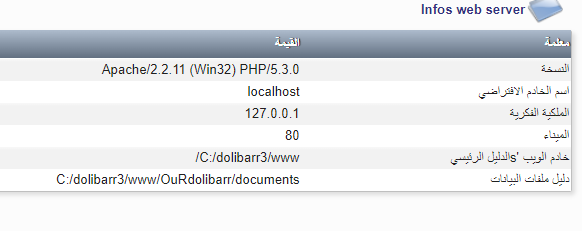 Infos web server
معلمة القيمة
النسخة Apache/2.2.11 (Win32) PHP/5.3.0
اسم الخادم الافتراضي localhost
الملكية الفكرية 127.0.0.1
الميناء 80
خادم الويب 'sالدليل الرئيسي C:/dolibarr3/www/
دليل ملفات البيانات C:/dolibarr3/www/OuRdolibarr/documents